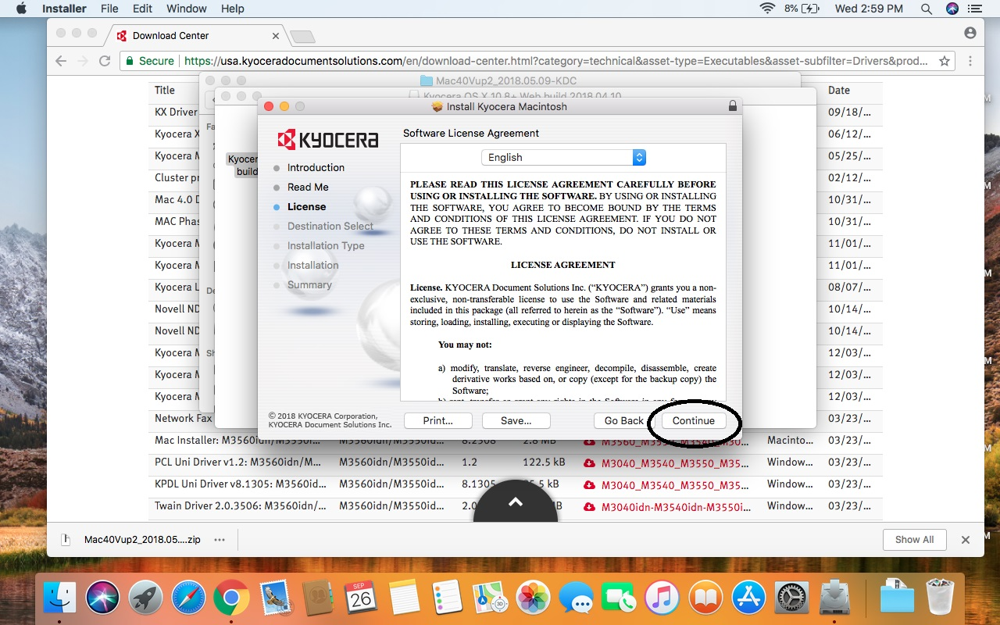 Installer File Edit Window Help 8% Wed 2:59 PM
Download Center
Secure https://usa.kyoceradocumentsolutions.com/en/download-center.html?category=technical&asset-type=Executables&asset-subfilter=Drivers&prod...
Mac40Vup2_2018.05.09-KDC
Kyocera OS X 10.8+ Web build 2018.04.10
Install Kyocera Macintosh
Title Date
KX Driver 09/18/...
Kyocera X 06/12/...
Kyocera M 05/25/...
Cluster pr 02/12/...
Mac 4.0 D 10/31/...
MAC Phas 10/31/...
Kyocera M 11/01/...
Kyocera M 11/01/...
Kyocera L 08/07/...
Novell ND 10/14/...
Novell ND 10/14/...
Kyocera M 12/03/...
Kyocera M 12/03/...
Kyocera M 12/03/...
Network Fax 03/23/...
Kyocer
build
KYOCERA
Introduction
Read Me
License
Destination Select
Installation Type
Installation
Summary
© 2018 KYOCERA Corporation,
KYOCERA Document Solutions Inc.
Software License Agreement
English
PLEASE READ THIS LICENSE AGREEMENT CAREFULLY BEFORE
USING OR INSTALLING THE SOFTWARE. BY USING OR INSTALLING
THE SOFTWARE, YOU AGREE TO BECOME BOUND BY THE TERMS
AND CONDITIONS OF THIS LICENSE AGREEMENT. IF YOU DO NOT
AGREE TO THESE TERMS AND CONDITIONS, DO NOT INSTALL OR
USE THE SOFTWARE.
LICENSE AGREEMENT
License. KYOCERA Document Solutions Inc. (“KYOCERA”) grants you a non-
exclusive, non-transferable license to use the Software and related materials
included in this package (all referred to herein as the “Software”). “Use” means
storing, loading, installing, executing or displaying the Software.
You may not:
a) modify, translate, reverse engineer, decompile, disassemble, create
derivative works based on, or copy (except for the backup copy) the
Software;
Print... Save... Go Back Continue
Mac Installer: M3560idn/M... M3560idn/M3550idn... 8.2508 2.8 MB Macinto... 03/23/...
PCL Uni Driver v1.2: M3560idn/M... M3560idn/M3550idn... 1.2 122.5 kB M3040_M3540_M3550_M35... Window... 03/23/...
KPDL Uni Driver v8.1305: M3560id... M3560idn/M3550idn... 8.1305 5.5 kB M3040_M3540_M3550_M35... Window... 03/23/...
Twain Driver 2.0.3506: M3560idn/... M3560idn/M3550idn... 2.0 MB M3040idn-M3540idn-M3550i... Window... 03/23/...
Mac40Vup2_2018.05....zip Show All
SEP
26
3D